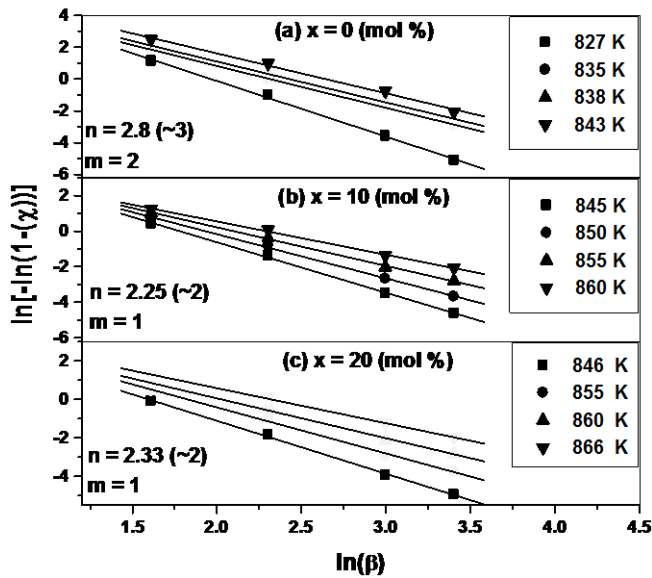 ln[-ln(1-(χ))]
4
2
0
-2
-4
-6
(a) x = 0 (mol %)
n = 2.8 (~3)
m = 2
827 K
835 K
838 K
843 K
2
0
-2
-4
-6
(b) x = 10 (mol %)
n = 2.25 (~2)
m = 1
845 K
850 K
855 K
860 K
2
0
-2
-4
(c) x = 20 (mol %)
n = 2.33 (~2)
m = 1
846 K
855 K
860 K
866 K
1.5 2.0 2.5 3.0 3.5 4.0 4.5
ln(β)